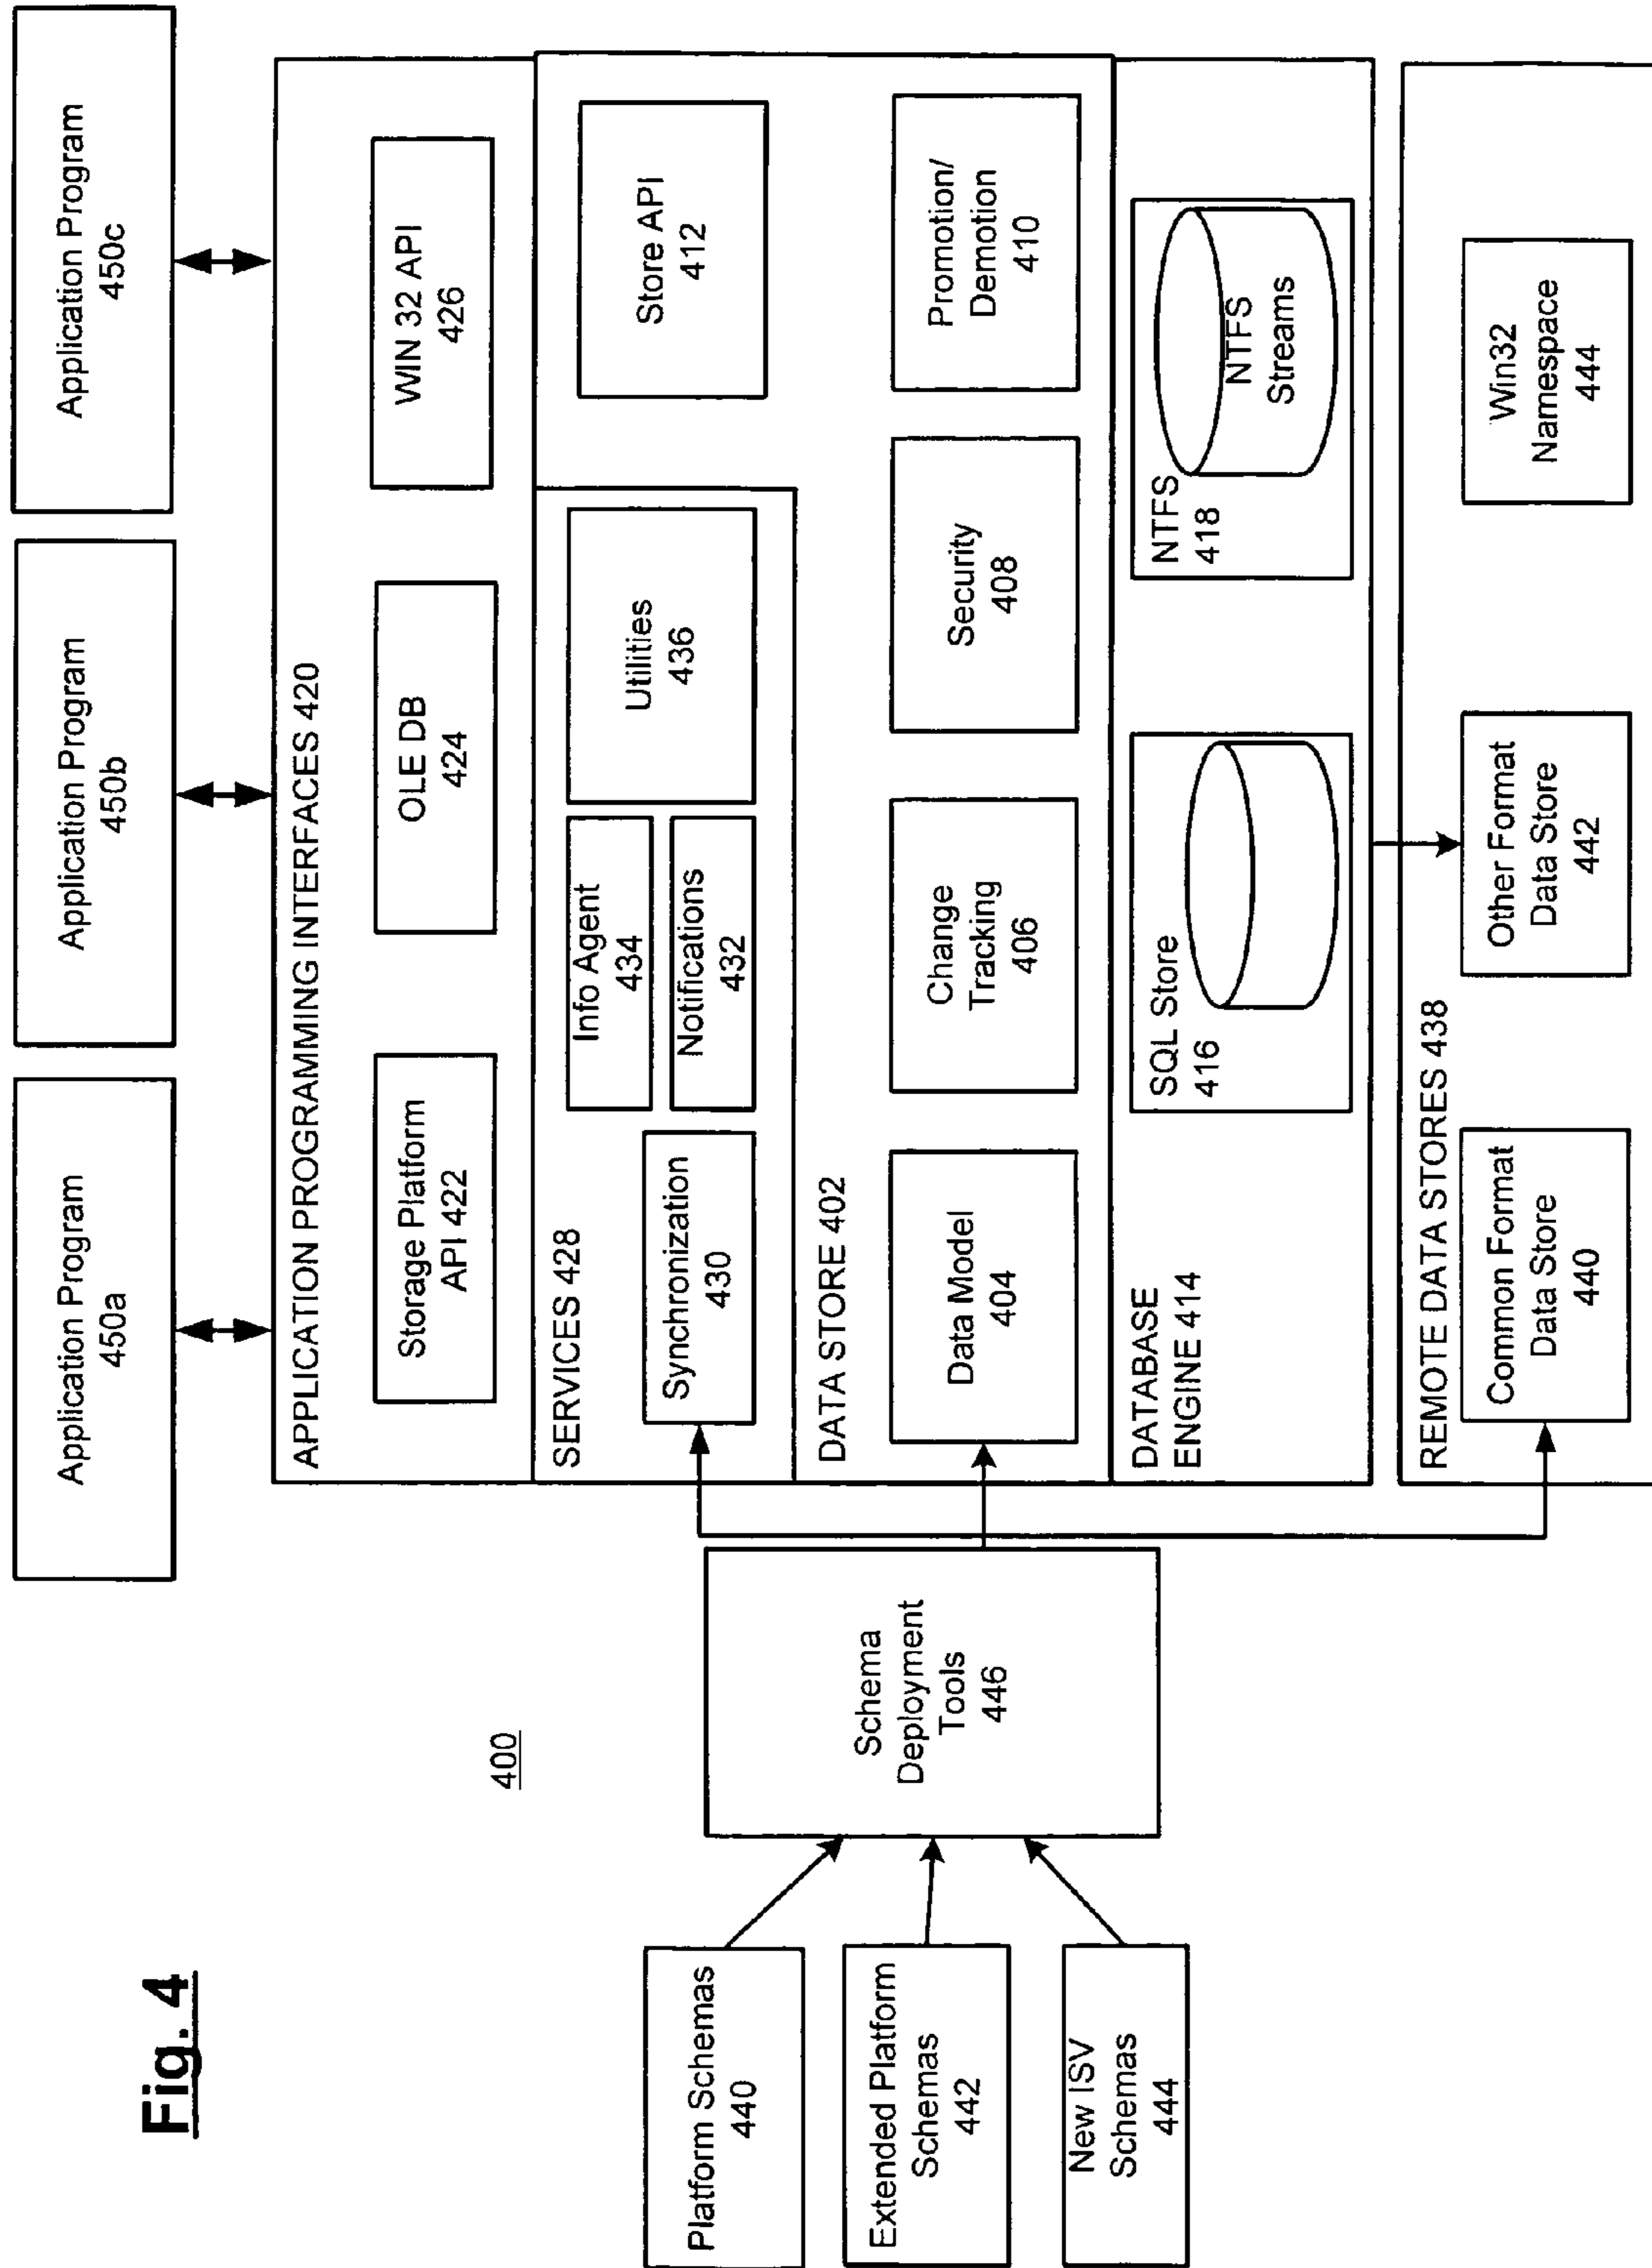 Fig. 4
400
Application Program
450a
Application Program
450b
Application Program
450c
APPLICATION PROGRAMMING INTERFACES 420
Storage Platform
API 422
OLE DB
424
WIN 32 API
426
SERVICES 428
Synchronization
430
Info Agent
434
Notifications
432
Utilities
436
Store API
412
DATA STORE 402
Data Model
404
Change
Tracking
406
Security
408
Promotion/
Demotion
410
DATABASE
ENGINE 414
SQL Store
416
NTFS
418
NTFS
Streams
REMOTE DATA STORES 438
Common Format
Data Store
440
Other Format
Data Store
442
Win32
Namespace
444
Platform Schemas
440
Extended Platform
Schemas
442
New ISV
Schemas
444
Schema
Deployment
Tools
446